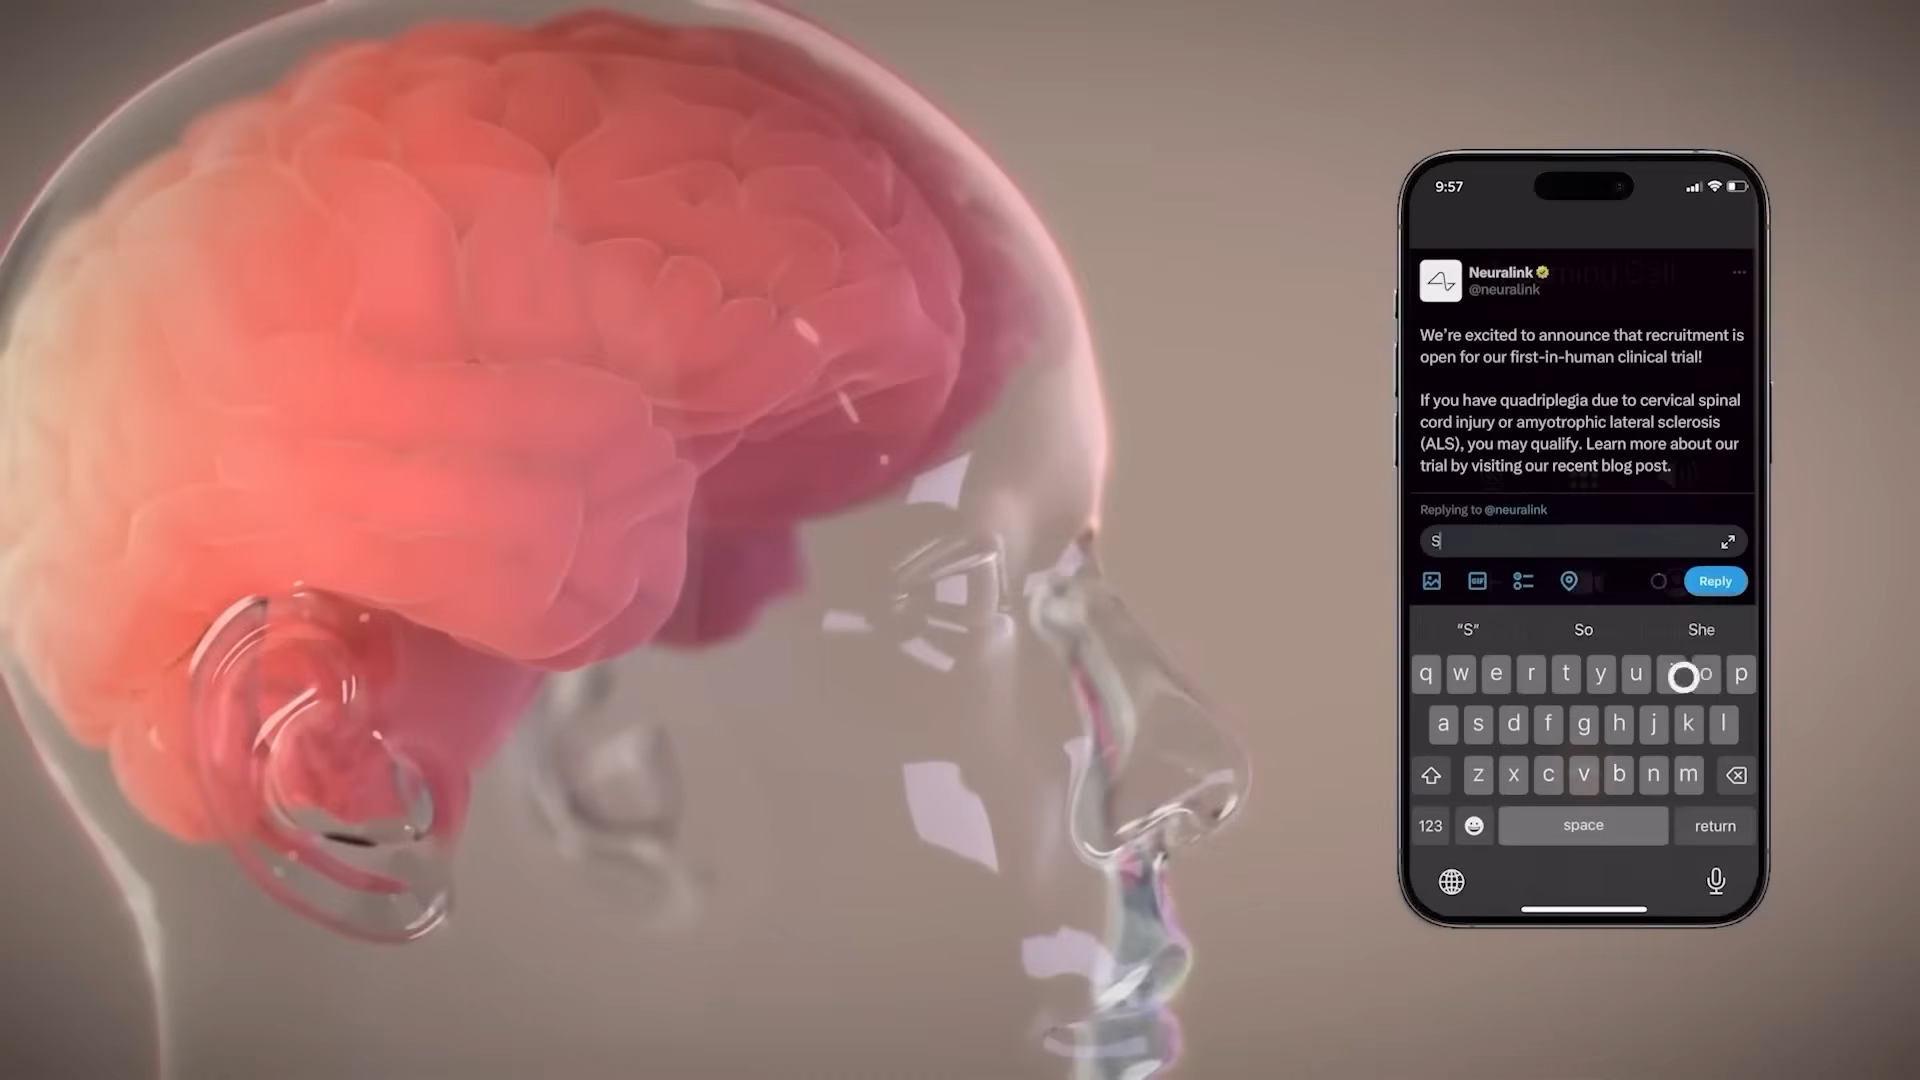 9:57
Neuralink
@neuralink
We’re excited to announce that recruitment is
open for our first-in-human clinical trial!
If you have quadriplegia due to cervical spinal
cord injury or amyotrophic lateral sclerosis
(ALS), you may qualify. Learn more about our
trial by visiting our recent blog post.
Replying to @neuralink
S
GIF
Reply
“S” So She
q w e r t y u o p
a s d f g h j k l
z x c v b n m
123 space return